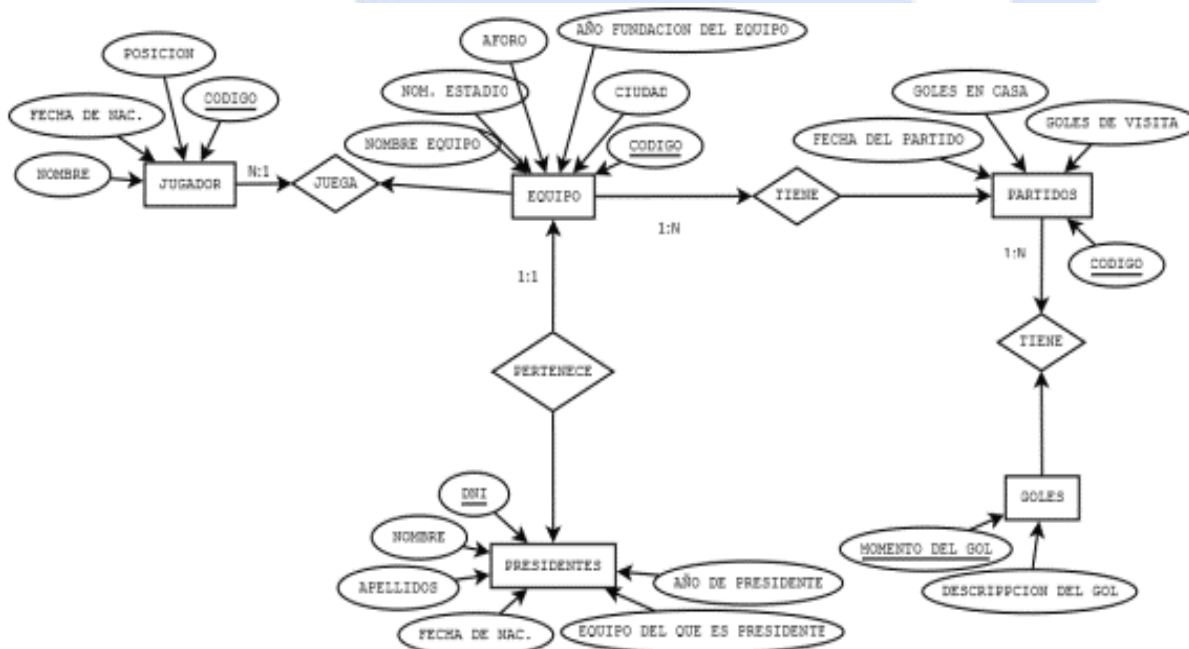 AÑO FUNDACION DEL EQUIPO
AFORO
POSICION
NOM. ESTADIO
CIUDAD
GOLES EN CASA
CODIGO
FECHA DE NAC.
GOLES DE VISITA
NOMBRE EQUIPO
CODIGO
FECHA DEL PARTIDO
NOMBRE
JUGADOR
N:1
JUEGA
EQUIPO
TIENE
PARTIDOS
1:N
1:N
CODIGO
1:1
TIENE
PERTENECE
DNI
GOLES
NOMBRE
MOMENTO DEL GOL
PRESIDENTES
APELLIDOS
AÑO DE PRESIDENTE
DESCRIPPCION DEL GOL
FECHA DE NAC.
EQUIPO DEL QUE ES PRESIDENTE